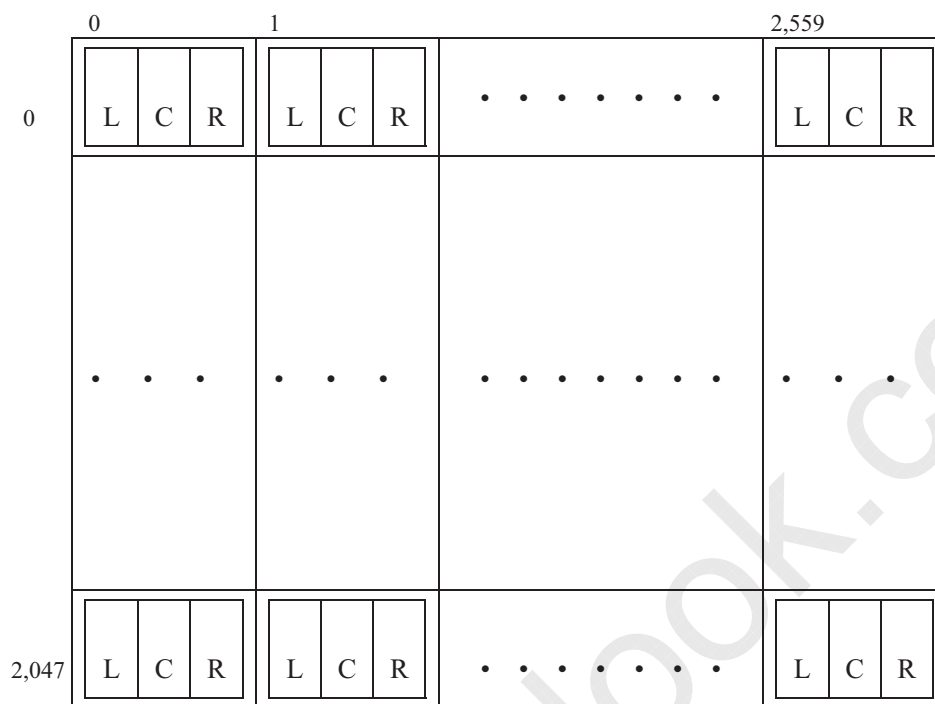 0 1 2,559
0 L C R L C R . . . . . . . L C R
. . . . . . . . . . . . . . . .
2,047 L C R L C R . . . . . . . L C R